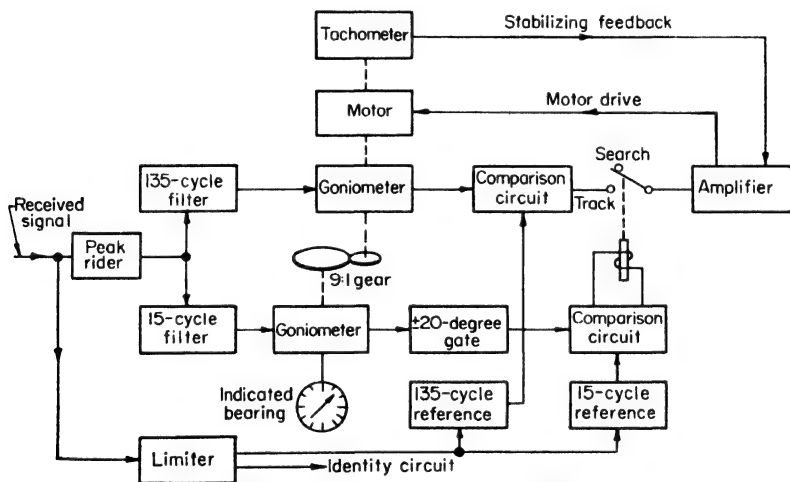 Tachometer
Stabilizing feedback
Motor
Motor drive
135-cycle
filter
Goniometer
Comparison
circuit
Search
Track
Amplifier
Received
signal
Peak
rider
9:1 gear
15-cycle
filter
Goniometer
±20-degree
gate
Comparison
circuit
Indicated
bearing
135-cycle
reference
15-cycle
reference
Limiter
Identity circuit